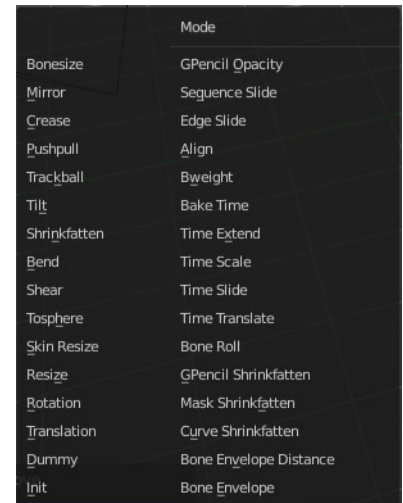 Mode
Bonesize
Mirror
Crease
Pushpull
Trackball
Tilt
Shrinkfatten
Bend
Shear
Tosphere
Skin Resize
Resize
Rotation
Translation
Dummy
Init
GPencil Opacity
Sequence Slide
Edge Slide
Align
Bweight
Bake Time
Time Extend
Time Scale
Time Slide
Time Translate
Bone Roll
GPencil Shrinkfatten
Mask Shrinkfatten
Curve Shrinkfatten
Bone Envelope Distance
Bone Envelope